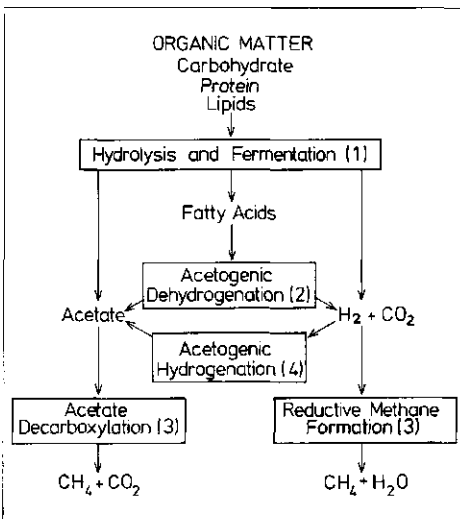 ORGANIC MATTER
Carbohydrate
Protein
Lipids
Hydrolysis and Fermentation (1)
Fatty Acids
Acetogenic
Dehydrogenation (2)
Acetate
H₂ + CO₂
Acetogenic
Hydrogenation (4)
Acetate
Decarboxylation (3)
Reductive Methane
Formation (3)
CH₄ + CO₂
CH₄ + H₂O